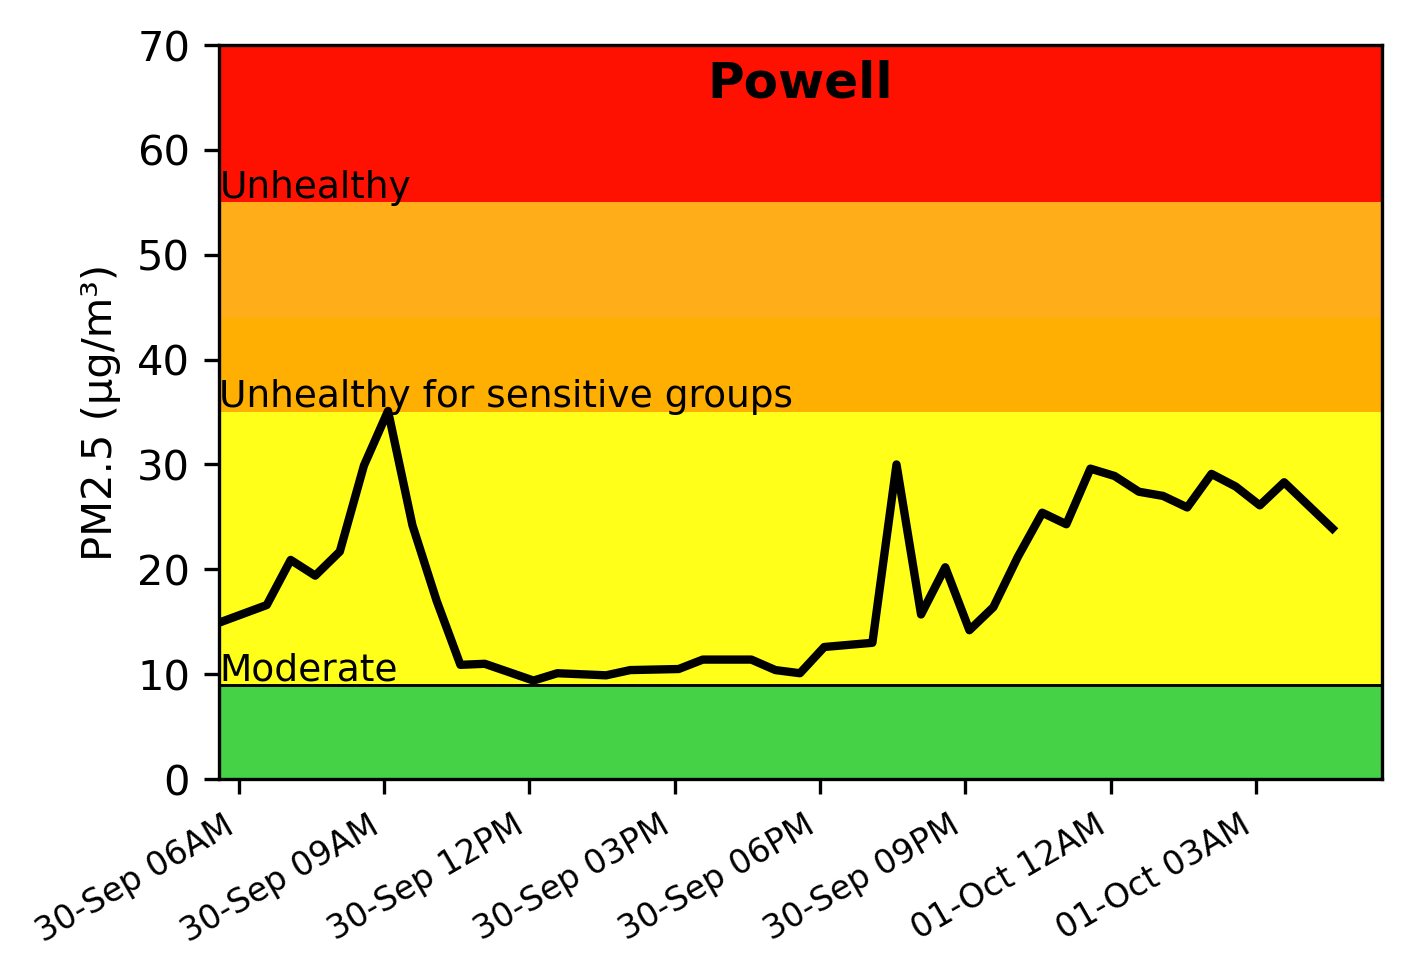 Powell
PM2.5 (µg/m³)
70
60
50
40
30
20
10
0
Unhealthy
Unhealthy for sensitive groups
Moderate
30-Sep 06AM
30-Sep 09AM
30-Sep 12PM
30-Sep 03PM
30-Sep 06PM
30-Sep 09PM
01-Oct 12AM
01-Oct 03AM